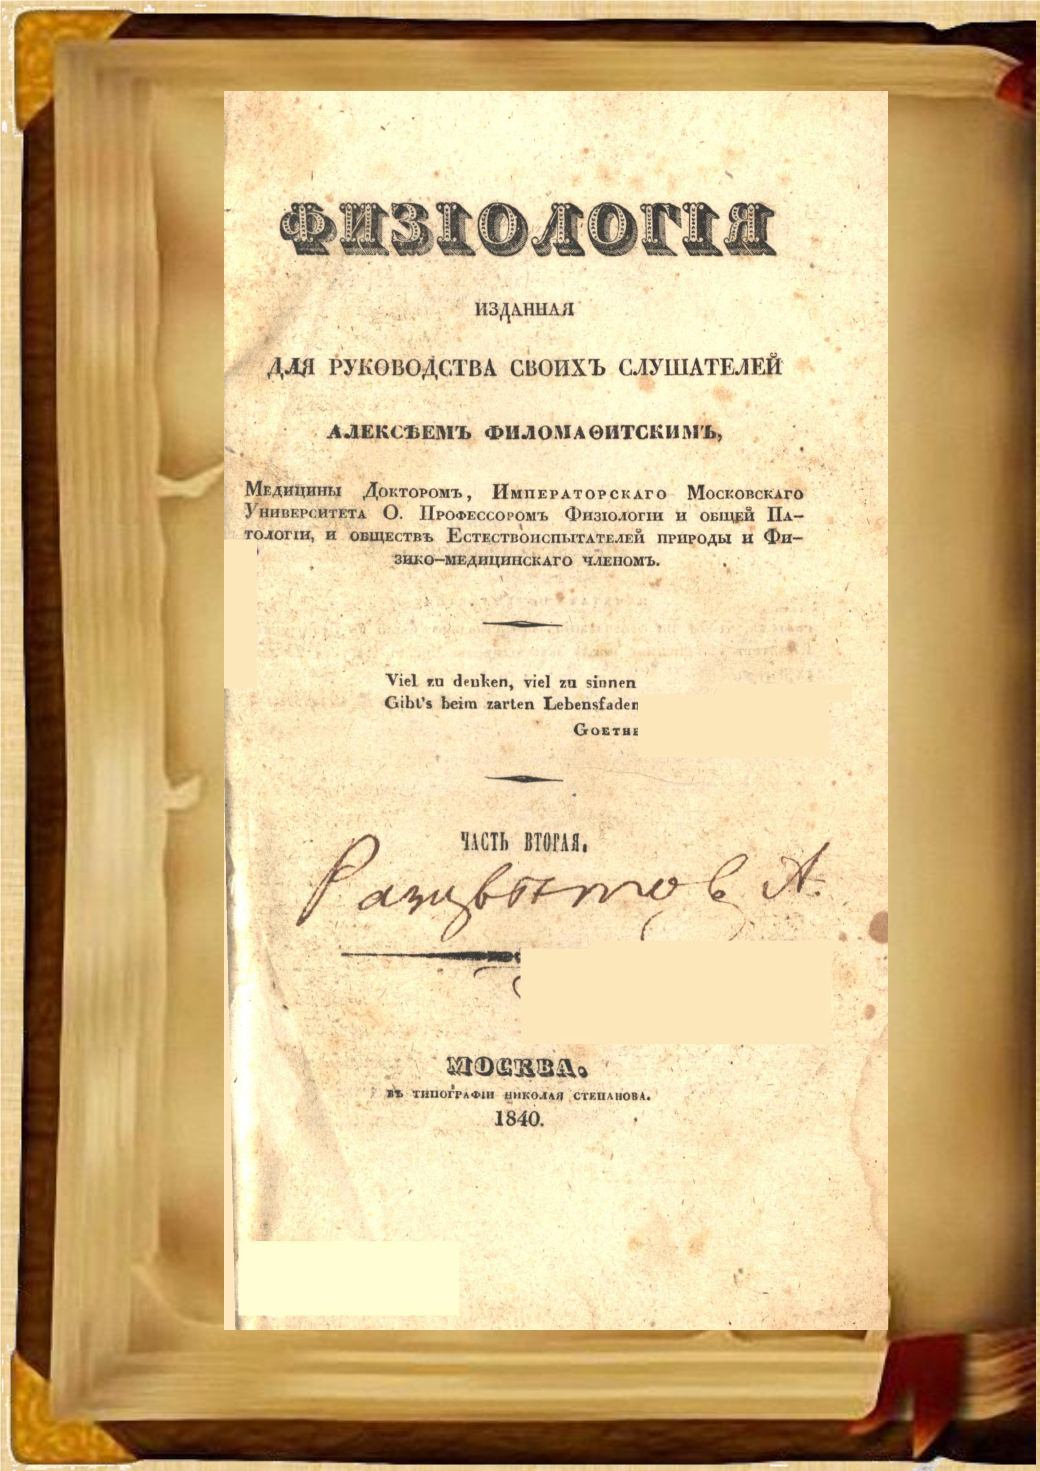 ФИЗІОЛОГІЯ
ИЗДАННАЯ
ДЛЯ РУКОВОДСТВА СВОИХЪ СЛУШАТЕЛЕЙ
АЛЕКСѢЕМЪ ФИЛОМАѲИТСКИМЪ,
Медицины Докторомъ, Императорскаго Московскаго
Университета О. Профессоромъ Физіологіи и общей Па–
тологіи, и обществъ Естествоиспытателей природы и Фи–
зико–медицинскаго членомъ.
Viel zu denken, viel zu sinnen
Gibt's beim zarten Lebensfaden
Goethe
ЧАСТЬ ВТОРАЯ.
А.
МОСКВА.
ВЪ ТИПОГРАФІИ НИКОЛАЯ СТЕПАНОВА.
1840.